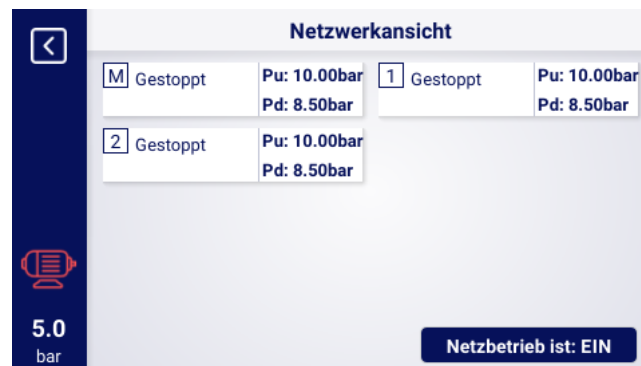 Netzwerkansicht
M Gestoppt
Pu: 10.00bar
Pd: 8.50bar
1 Gestoppt
Pu: 10.00bar
Pd: 8.50bar
2 Gestoppt
Pu: 10.00bar
Pd: 8.50bar
5.0
bar
Netzbetrieb ist: EIN